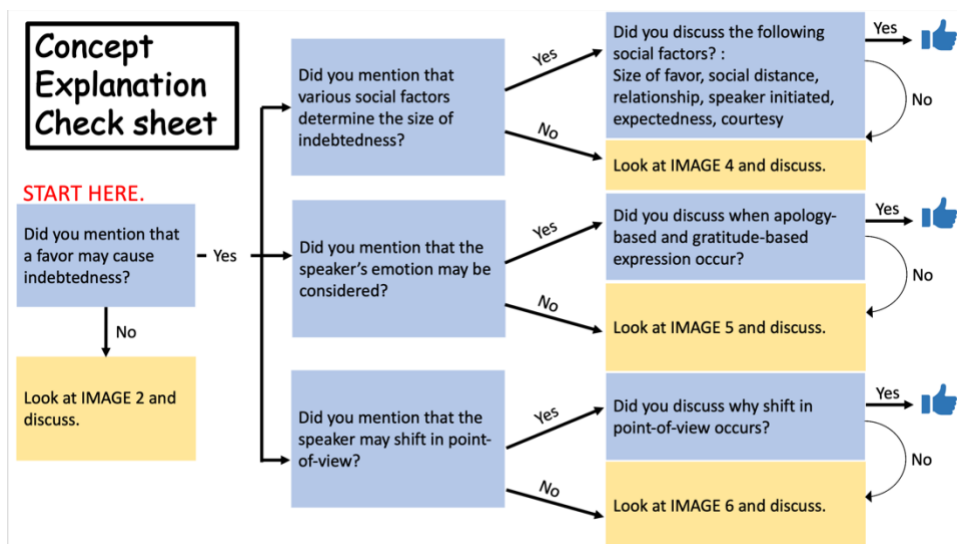 Concept
Explanation
Check sheet
START HERE.
Did you mention that
a favor may cause
indebtedness?
Yes
No
Look at IMAGE 2 and
discuss.
Did you mention that
various social factors
determine the size of
indebtedness?
Yes
No
Did you discuss the following
social factors? :
Size of favor, social distance,
relationship, speaker initiated,
expectedness, courtesy
Yes
No
Look at IMAGE 4 and discuss.
Did you mention that the
speaker's emotion may be
considered?
Yes
No
Did you discuss when apology-
based and gratitude-based
expression occur?
Yes
No
Look at IMAGE 5 and discuss.
Did you mention that the
speaker may shift in point-
of-view?
Yes
No
Did you discuss why shift in
point-of-view occurs?
Yes
No
Look at IMAGE 6 and discuss.